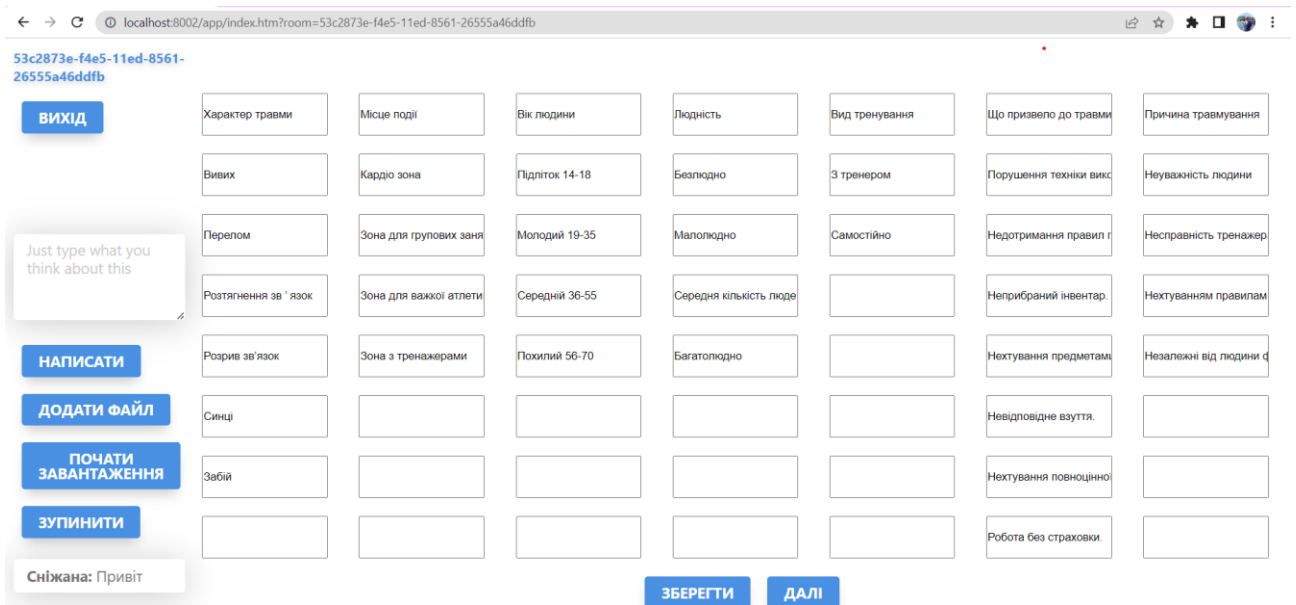 localhost:8002/app/index.htm?room=53c2873e-f4e5-11ed-8561-26555a46ddfb
53c2873e-f4e5-11ed-8561-
26555a46ddfb
ВИХІД
Just type what you
think about this
НАПИСАТИ
ДОДАТИ ФАЙЛ
ПОЧАТИ
ЗАВАНТАЖЕННЯ
ЗУПИНИТИ
Сніжана: Привіт
Характер травми Місце події Вік людини Людність Вид тренування Що призвело до травми Причина травмування
Вивих Кардіо зона Підліток 14-18 Безлюдно З тренером Порушення техніки вико Неуважність людини
Перелом Зона для групових заня Молодий 19-35 Малолюдно Самостійно Недотримання правил г Несправність тренажер
Розтягнення зв ' язок Зона для важкої атлети Середній 36-55 Середня кількість люде Неприбраний інвентар. Нехтуванням правилам
Розрив зв'язок Зона з тренажерами Похилий 56-70 Багатолюдно Нехтування предметами Незалежні від людини ф
Синці Невідповідне взуття.
Забій Нехтування повноцінної
Робота без страховки.
ЗБЕРЕГТИ ДАЛІ